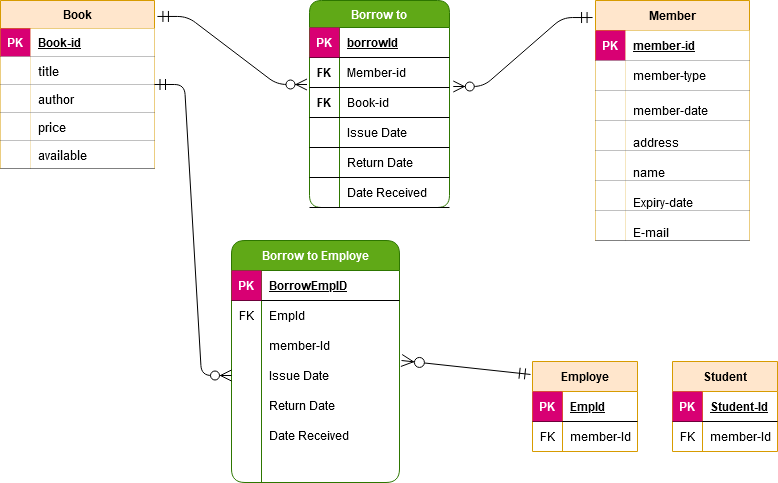 Book
PK Book-id
title
author
price
available
Borrow to
PK borrowId
FK Member-id
FK Book-id
Issue Date
Return Date
Date Received
Member
PK member-id
member-type
member-date
address
name
Expiry-date
E-mail
Borrow to Employe
PK BorrowEmpID
FK EmpId
member-Id
Issue Date
Return Date
Date Received
Employe
PK EmpId
FK member-Id
Student
PK Student-Id
FK member-Id